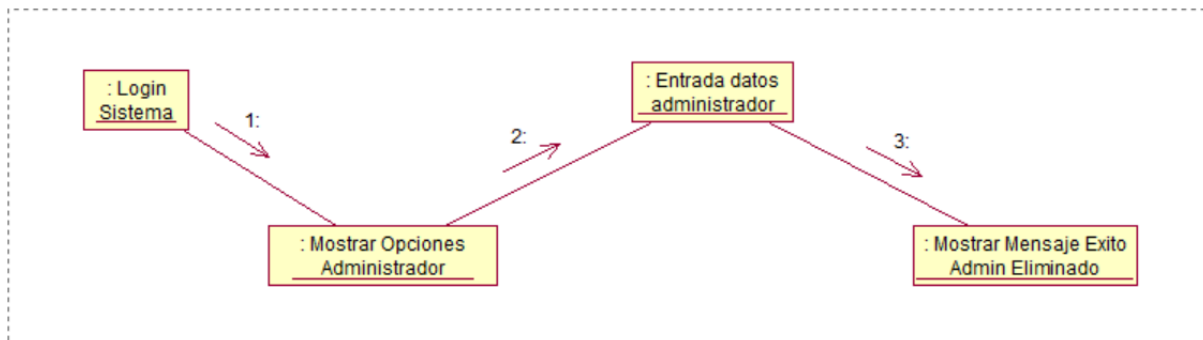 : Login
Sistema
1:
: Mostrar Opciones
Administrador
2:
: Entrada datos
administrador
3:
: Mostrar Mensaje Exito
Admin Eliminado